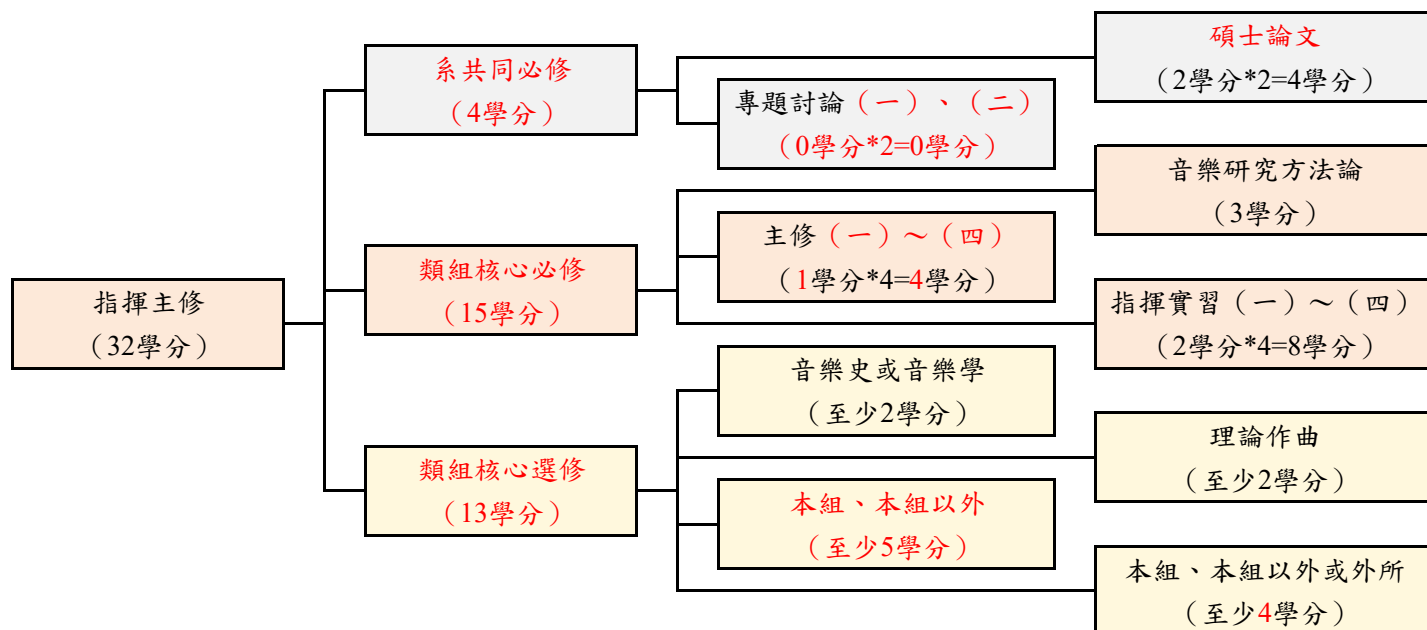 指揮主修
（32學分）
系共同必修
（4學分）
碩士論文
（2學分*2=4學分）
專題討論（一）、（二）
（0學分*2=0學分）
類組核心必修
（15學分）
音樂研究方法論
（3學分）
主修（一）～（四）
（1學分*4=4學分）
指揮實習（一）～（四）
（2學分*4=8學分）
類組核心選修
（13學分）
音樂史或音樂學
（至少2學分）
理論作曲
（至少2學分）
本組、本組以外
（至少5學分）
本組、本組以外或外所
（至少4學分）